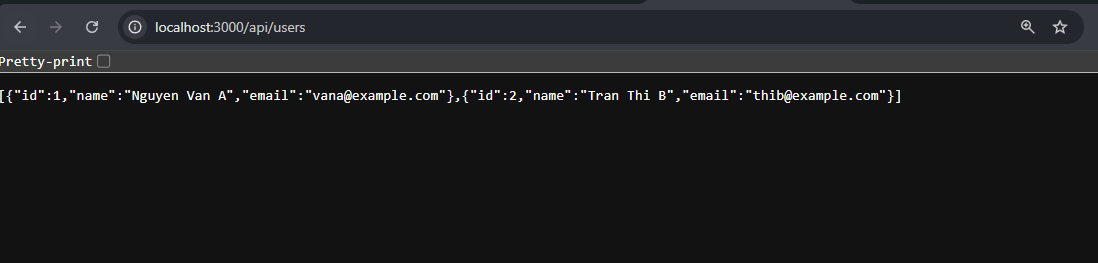 localhost:3000/api/users
Pretty-print
[{"id":1,"name":"Nguyen Van A","email":"vana@example.com"},{"id":2,"name":"Tran Thi B","email":"thib@example.com"}]